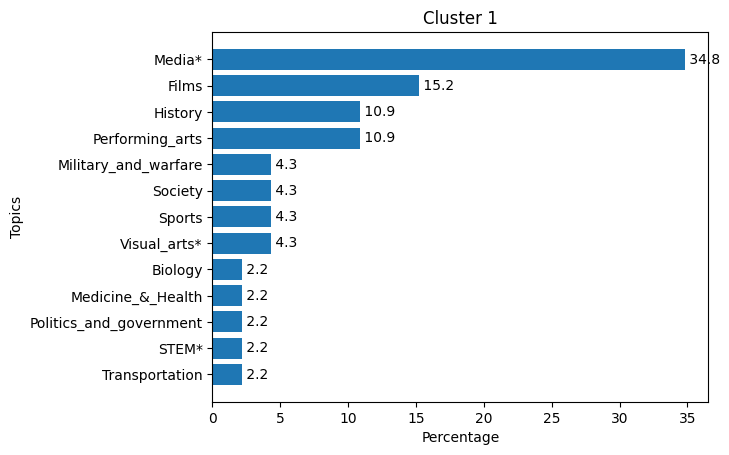 Cluster 1
Topics
Media* 34.8
Films 15.2
History 10.9
Performing_arts 10.9
Military_and_warfare 4.3
Society 4.3
Sports 4.3
Visual_arts* 4.3
Biology 2.2
Medicine_&_Health 2.2
Politics_and_government 2.2
STEM* 2.2
Transportation 2.2
0 5 10 15 20 25 30 35
Percentage